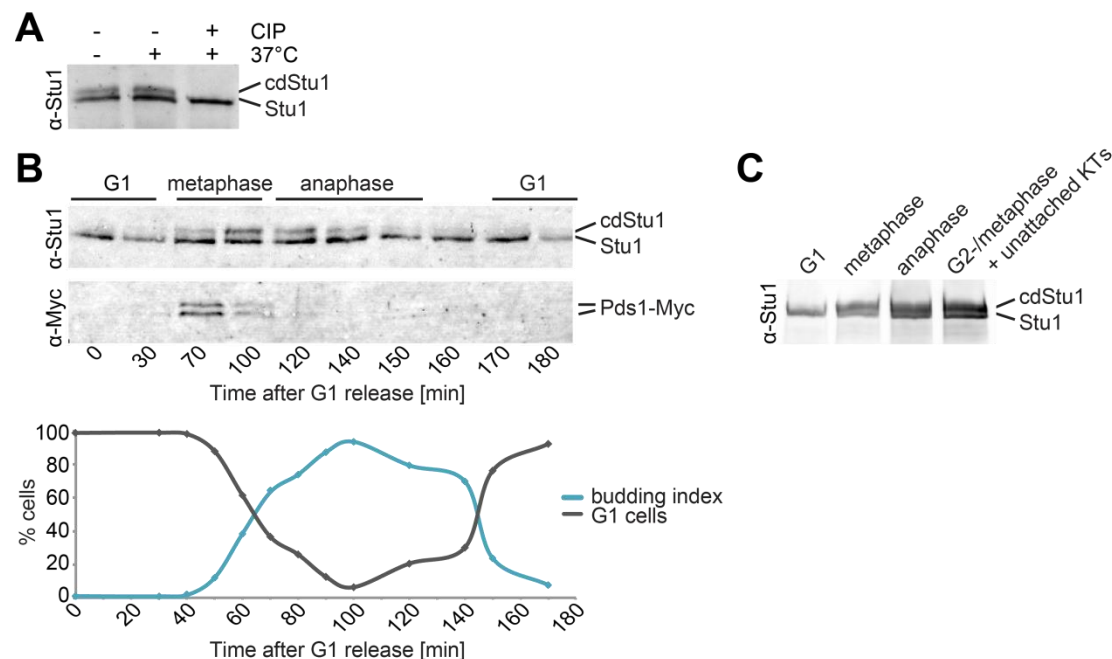 A
- - + CIP
- + + 37°C
α-Stu1
cdStu1
Stu1
B
G1 metaphase anaphase G1
α-Stu1
cdStu1
Stu1
α-Myc
Pds1-Myc
0 30 70 100 120 140 150 160 170 180
Time after G1 release [min]
% cells
100
80
60
40
20
0
0 20 40 60 80 100 120 140 160 180
Time after G1 release [min]
budding index
G1 cells
C
G1 metaphase anaphase G2-/metaphase
+ unattached KTs
α-Stu1
cdStu1
Stu1